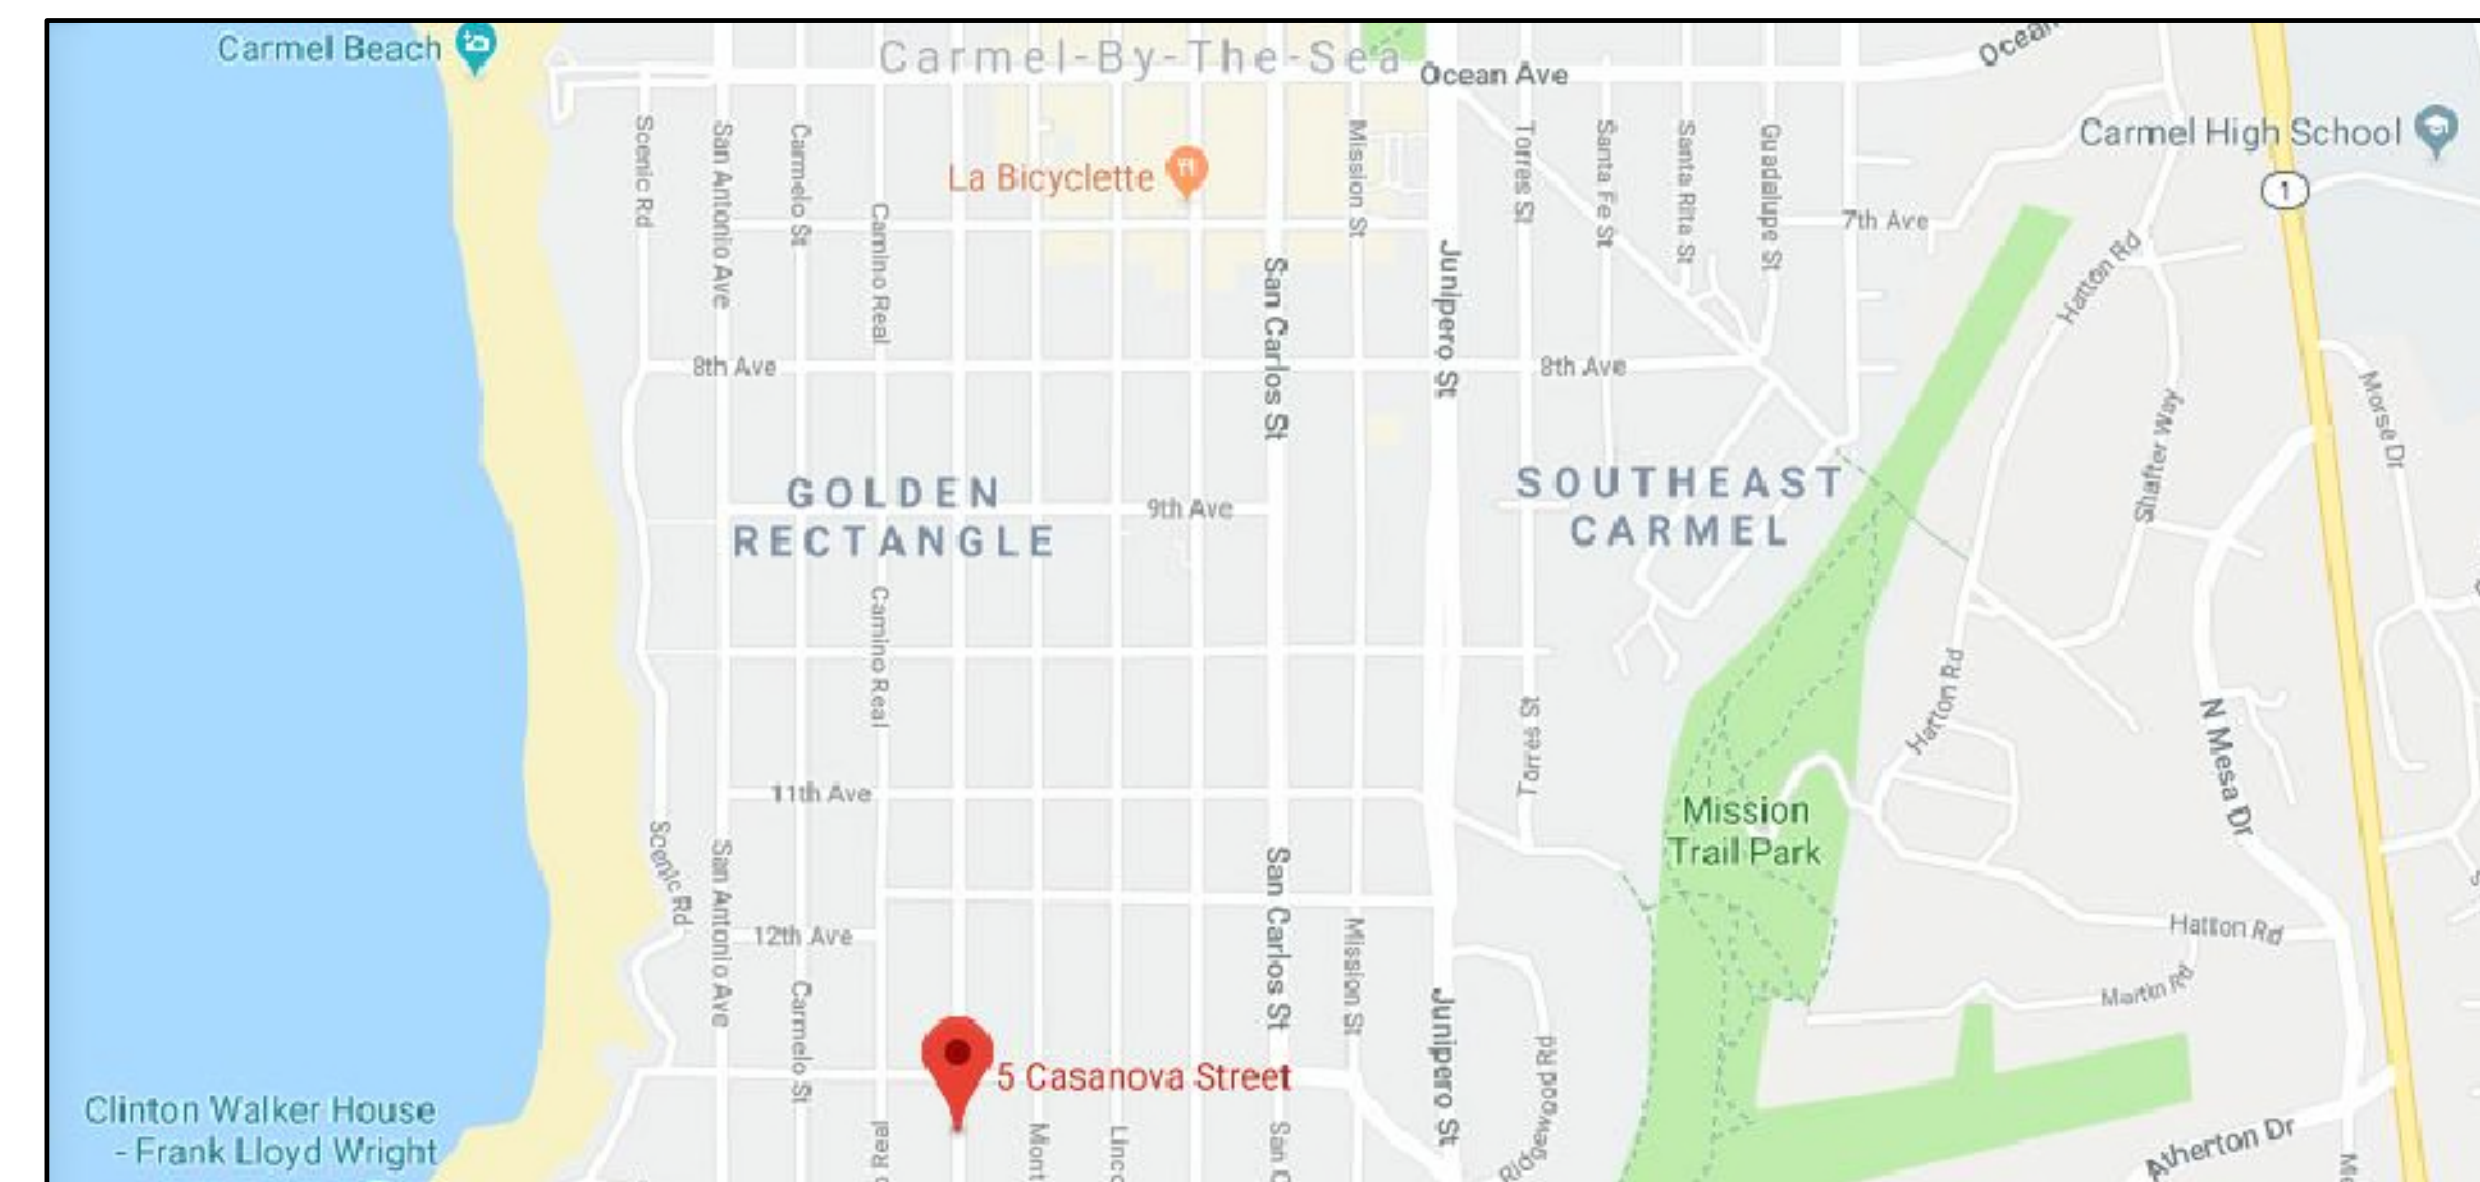 Carmel Beach
Carmel-By-The-Sea
Ocean Ave
Ocean
Carmel High School
1
Scenic Rd
San Antonio Ave
Carmelo St
Camino Real
La Bicyclette
Mission St
Torres St
Santa Fe St
Santa Rita St
Guadalupe St
7th Ave
Hatton Rd
San Carlos St
Junipero St
8th Ave
8th Ave
Morse Dr
Shafter Way
GOLDEN
RECTANGLE
9th Ave
SOUTHEAST
CARMEL
Camino Real
Torres St
Hatton Rd
N Mesa Dr
11th Ave
Mission
Trail Park
Scenic Rd
San Antonio Ave
San Carlos St
12th Ave
Mission St
Hatton Rd
Martin Rd
Carmelo St
Junipero St
Ridgewood Rd
5 Casanova Street
Clinton Walker House
- Frank Lloyd Wright
Real
Mont
Linco
San C
Atherton Dr